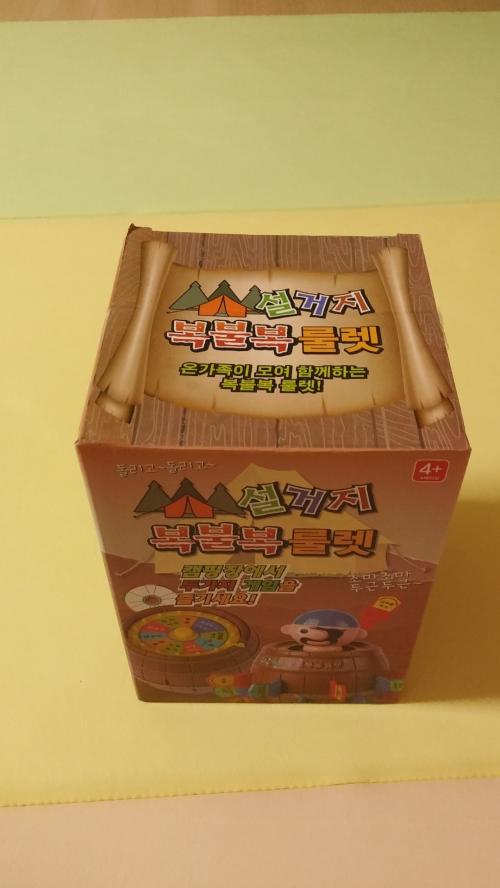 설거지
복불복 룰렛
온가족이 모여 함께하는
복불복 룰렛!
돌리고~돌리고~
4+
설거지
복불복 룰렛
캠핑장에서
두가지 게임을
즐기세요!
조마조마
두근두근